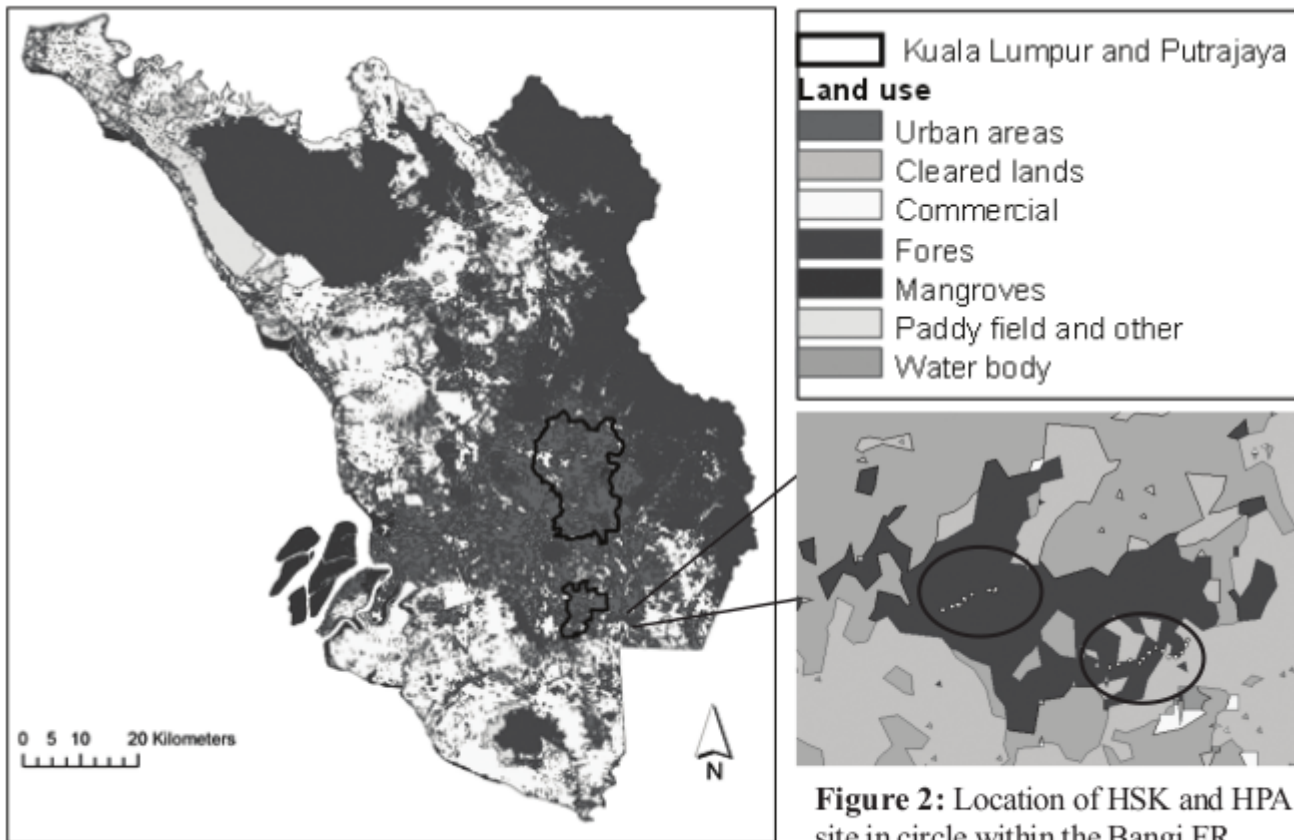 Kuala Lumpur and Putrajaya
Land use
Urban areas
Cleared lands
Commercial
Fores
Mangroves
Paddy field and other
Water body
0 5 10 20 Kilometers
N
Figure 2: Location of HSK and HPA
site in circle within the Bangi FR